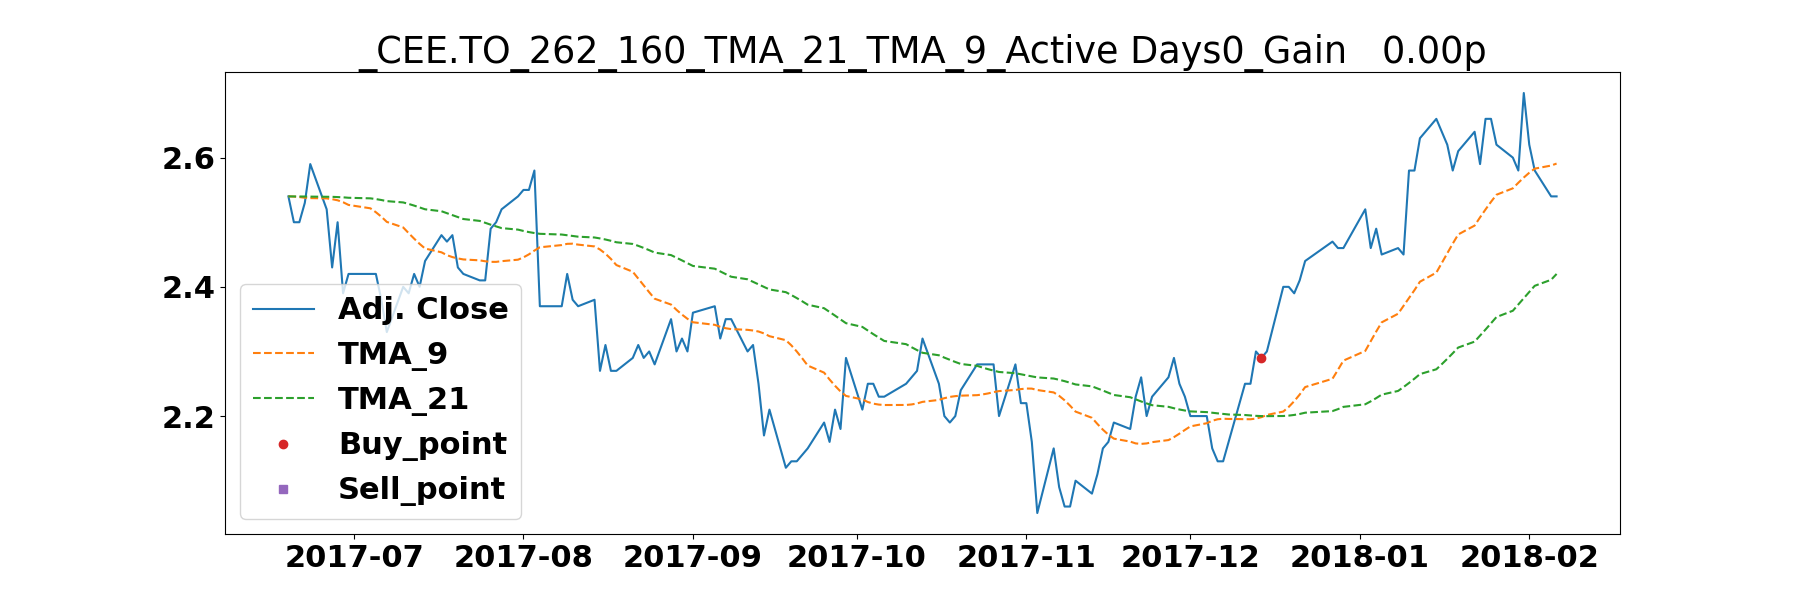 _CEE.TO_262_160_TMA_21_TMA_9_Active Days0_Gain   0.00p
2.6
2.4
2.2
Adj. Close
TMA_9
TMA_21
Buy_point
Sell_point
2017-07 2017-08 2017-09 2017-10 2017-11 2017-12 2018-01 2018-02